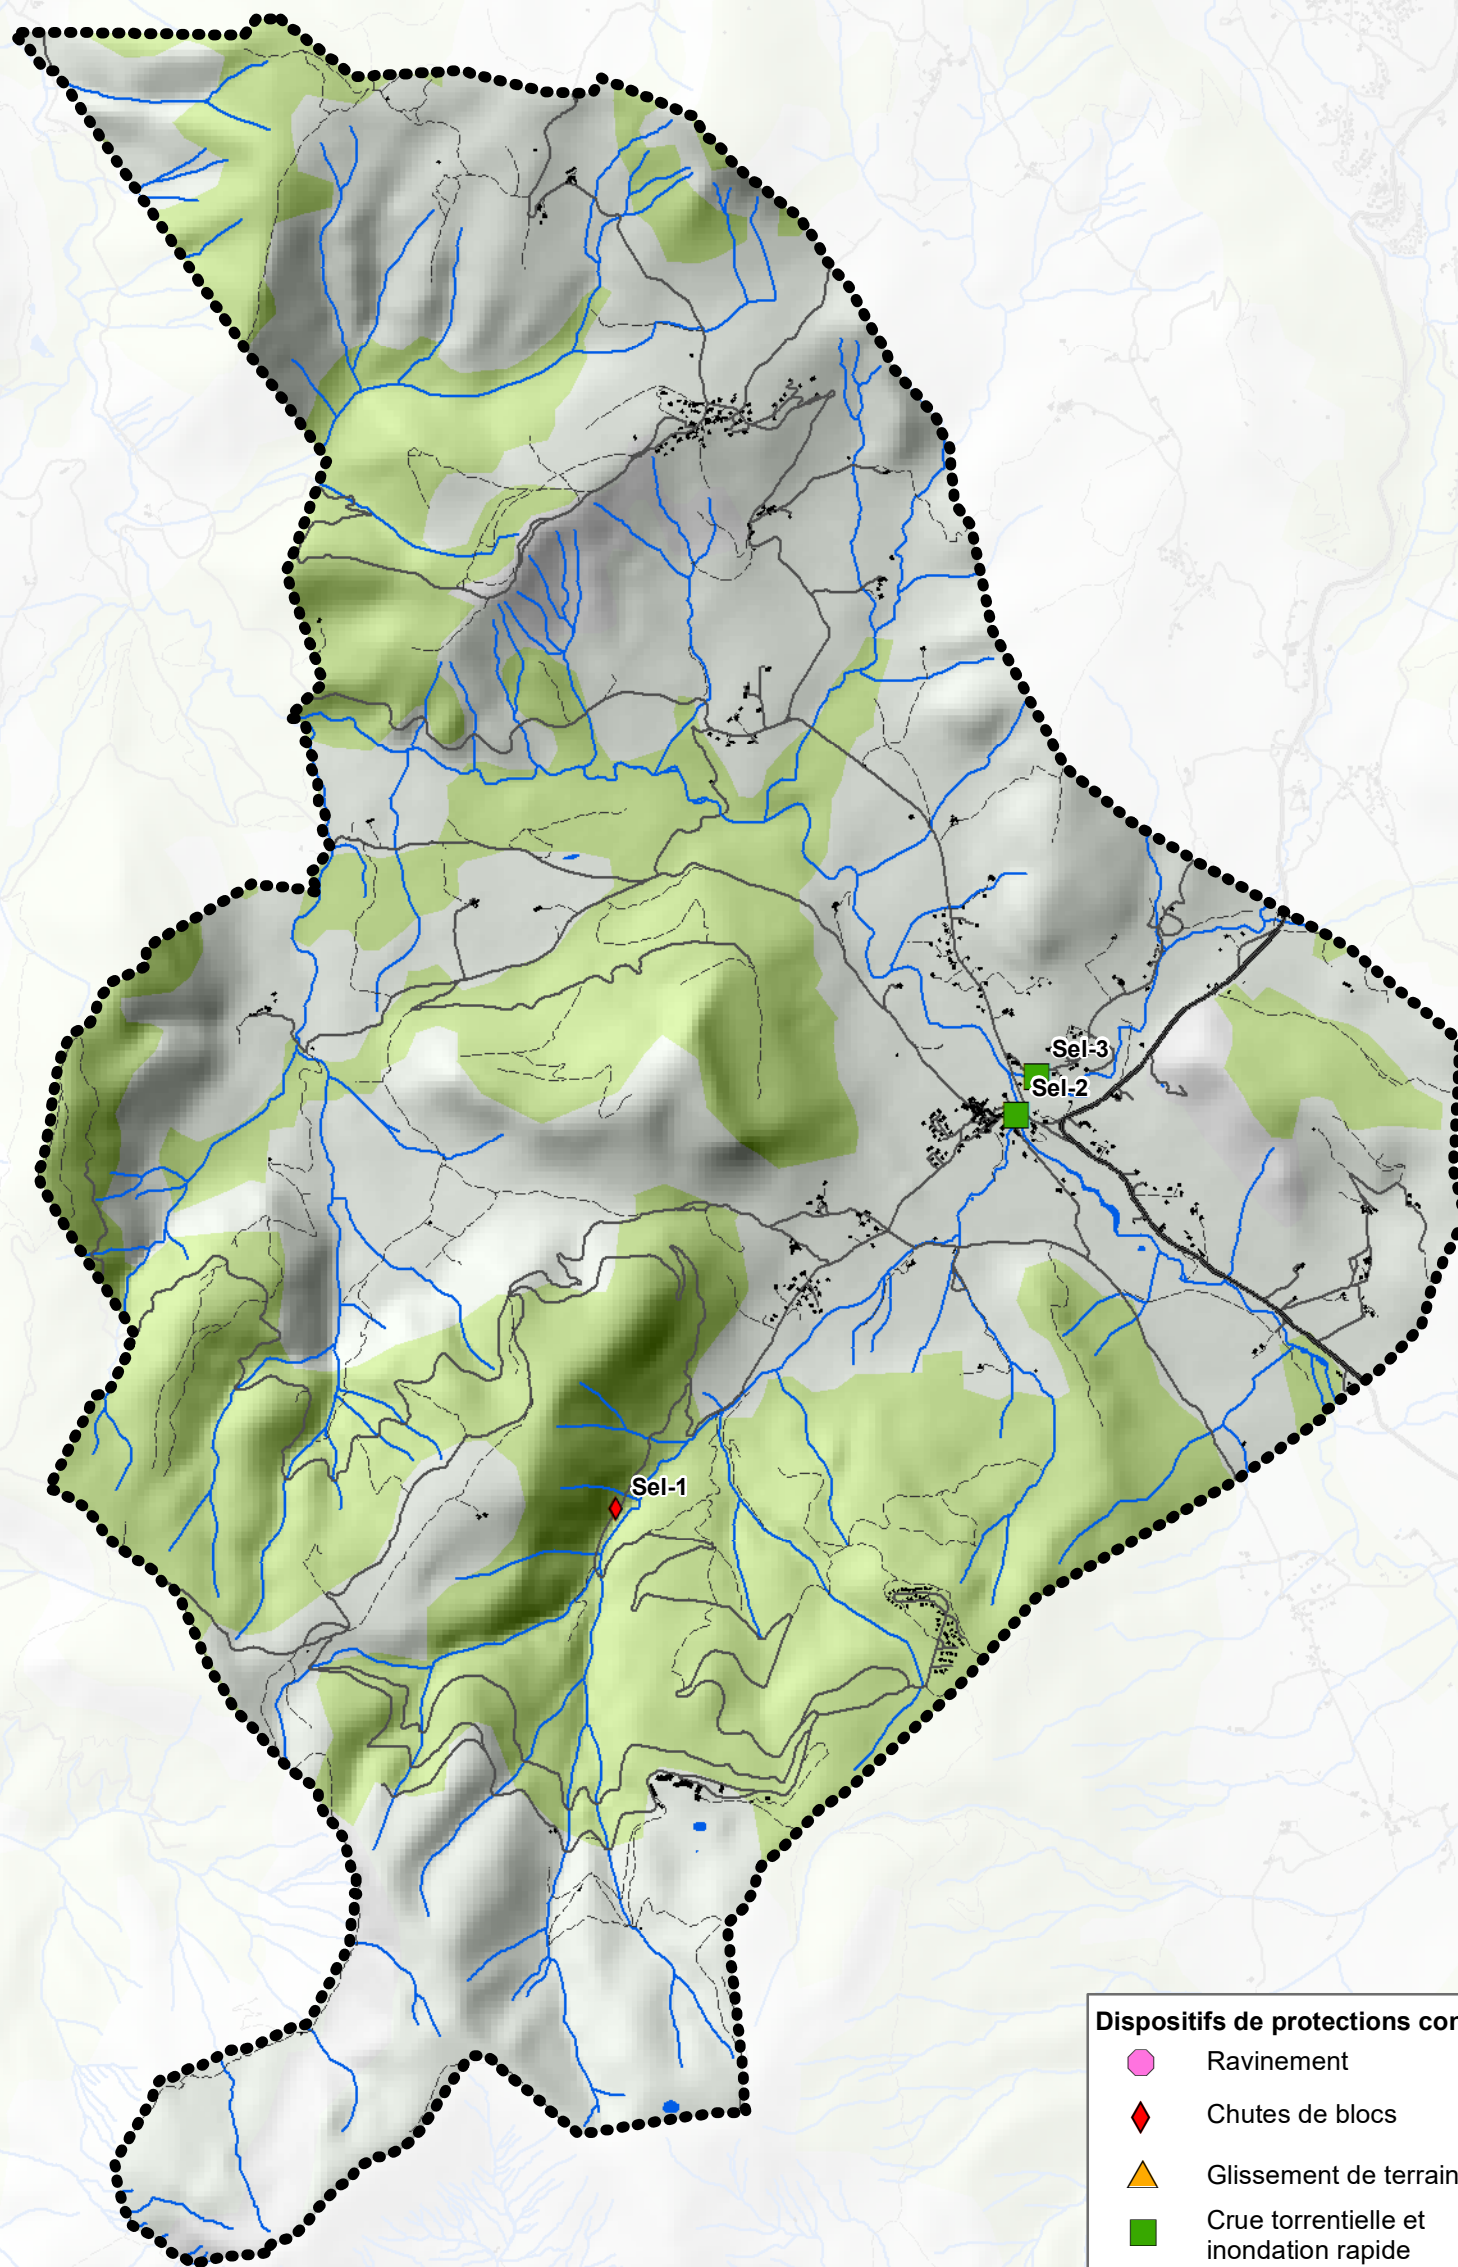 Sel-3
Sel-2
Sel-1
Dispositifs de protections con
Ravinement
Chutes de blocs
Glissement de terrain
Crue torrentielle et
inondation rapide